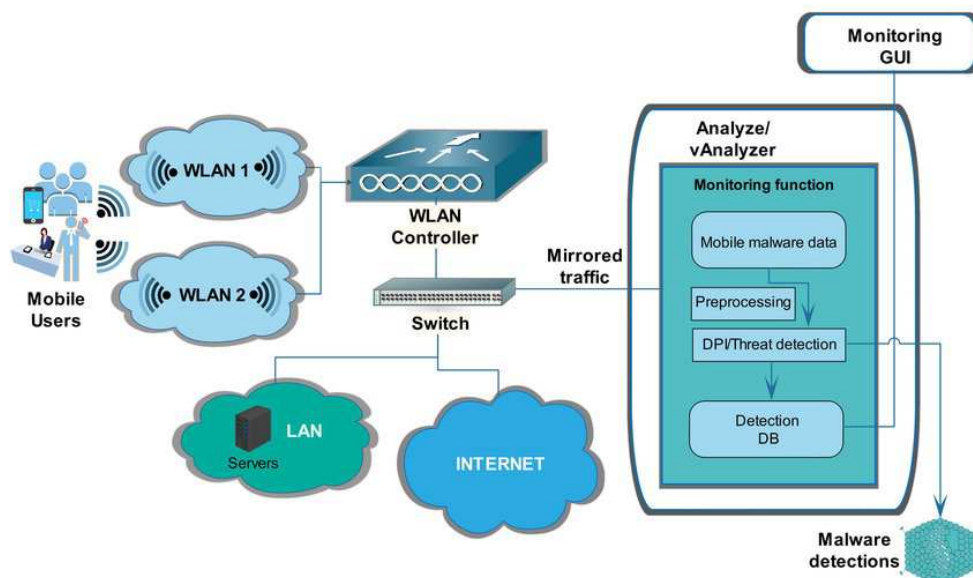 Monitoring
GUI
Analyze/
vAnalyzer
Monitoring function
Mobile malware data
Preprocessing
DPI/Threat detection
Detection
DB
WLAN 1
WLAN 2
Mobile
Users
WLAN
Controller
Mirrored
traffic
Switch
LAN
Servers
INTERNET
Malware
detections